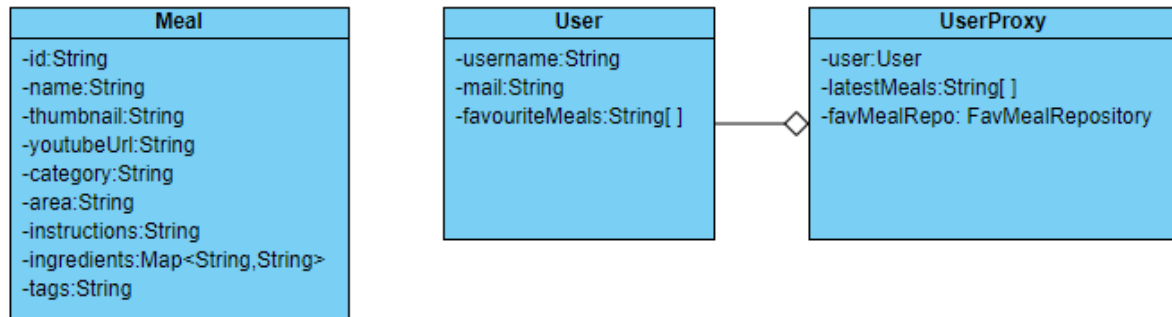 Meal
-id:String
-name:String
-thumbnail:String
-youtubeUrl:String
-category:String
-area:String
-instructions:String
-ingredients:Map<String,String>
-tags:String
User
-username:String
-mail:String
-favouriteMeals:String[ ]
UserProxy
-user:User
-latestMeals:String[ ]
-favMealRepo: FavMealRepository